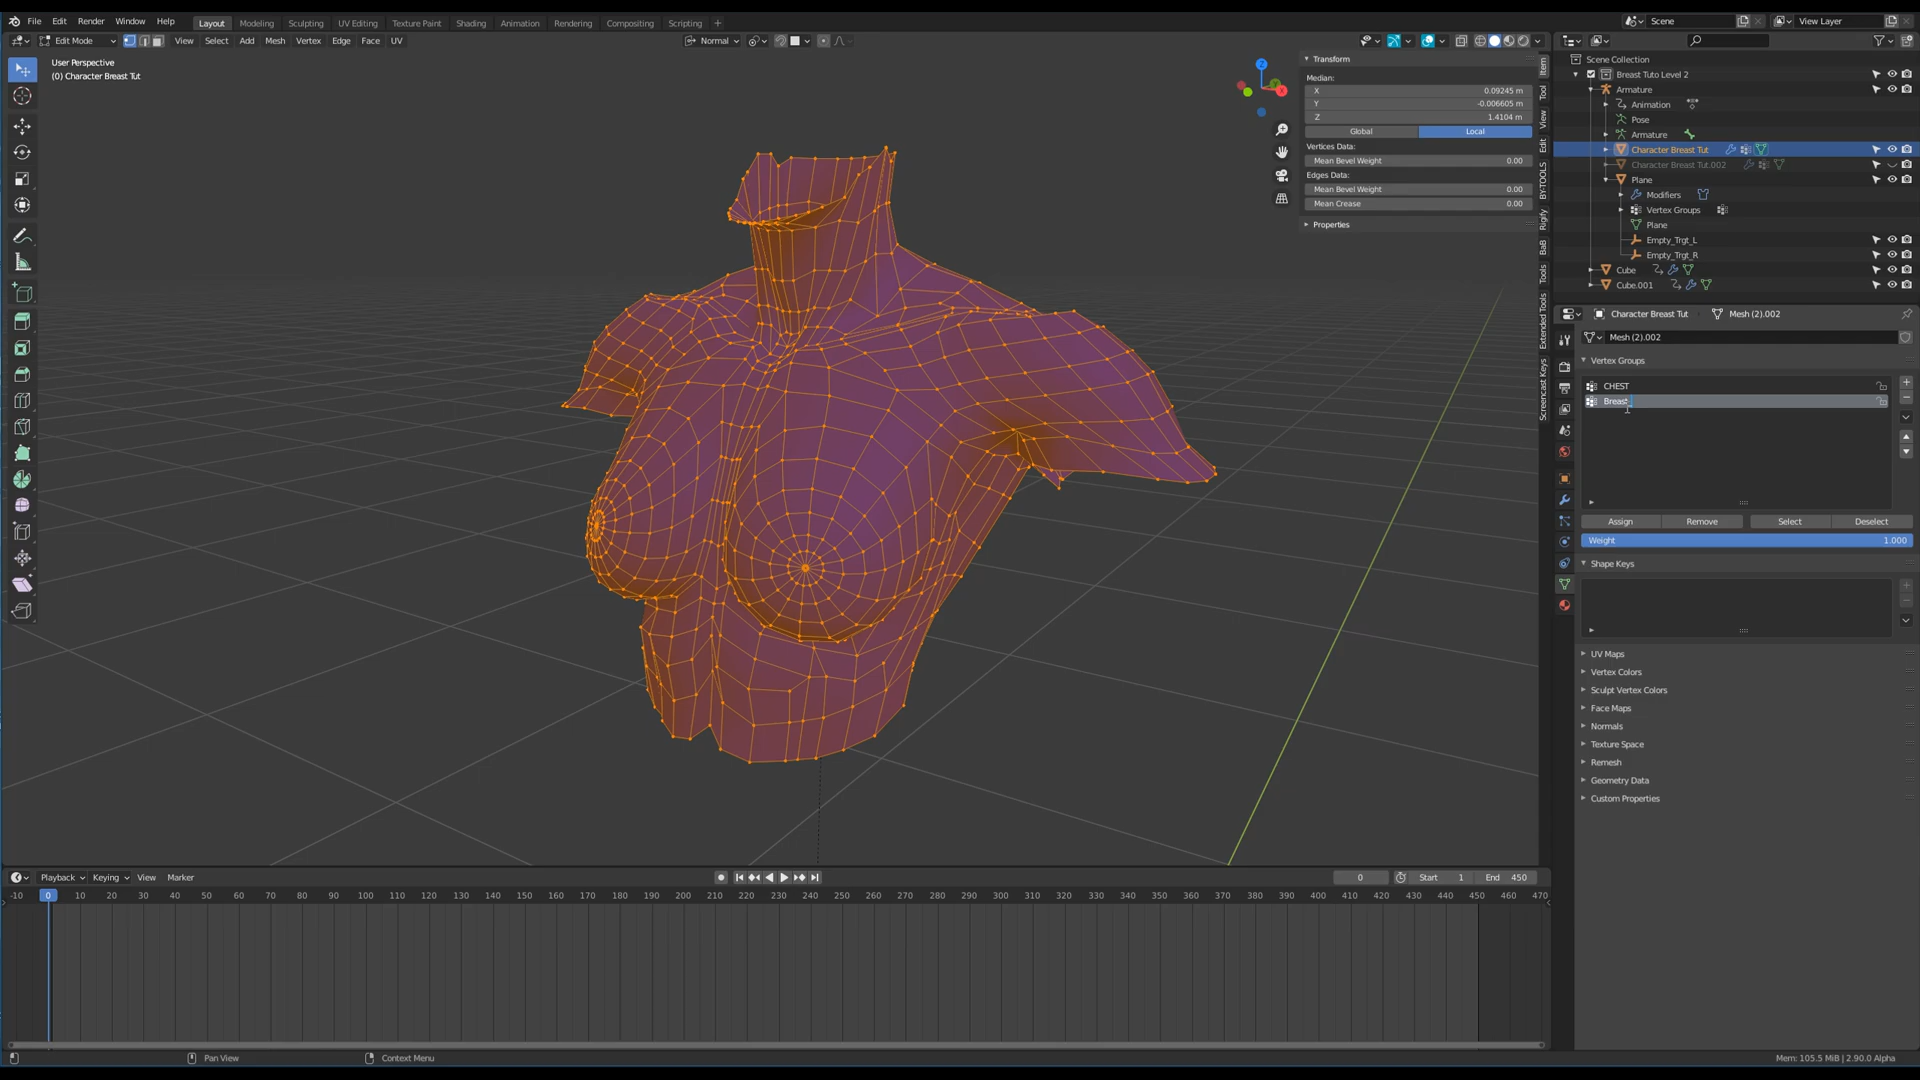 File Edit Render Window Help Layout Modeling Sculpting UV Editing Texture Paint Shading Animation Rendering Compositing Scripting + Scene View Layer
Edit Mode View Select Add Mesh Vertex Edge Face UV Normal
User Perspective
(0) Character Breast Tut
Transform
Median:
X 0.09245 m
Y -0.006605 m
Z 1.4104 m
Global Local
Vertices Data:
Mean Bevel Weight 0.00
Edges Data:
Mean Bevel Weight 0.00
Mean Crease 0.00
Properties
Item
Tool
View
Edit
BY-TOOLS
Rigify
BaB
Tools
Extended Tools
Screencast Keys
Scene Collection
Breast Tuto Level 2
Armature
Animation
Pose
Armature
Character Breast Tut
Character Breast Tut.002
Plane
Modifiers
Vertex Groups
Plane
Empty_Trgt_L
Empty_Trgt_R
Cube
Cube.001
Character Breast Tut Mesh (2).002
Mesh (2).002
Vertex Groups
CHEST
Breast
Assign Remove Select Deselect
Weight 1.000
Shape Keys
UV Maps
Vertex Colors
Sculpt Vertex Colors
Face Maps
Normals
Texture Space
Remesh
Geometry Data
Custom Properties
Playback Keying View Marker 0 Start 1 End 450
-10 0 10 20 30 40 50 60 70 80 90 100 110 120 130 140 150 160 170 180 190 200 210 220 230 240 250 260 270 280 290 300 310 320 330 340 350 360 370 380 390 400 410 420 430 440 450 460 470
Pan View Context Menu Mem: 105.5 MiB | 2.90.0 Alpha